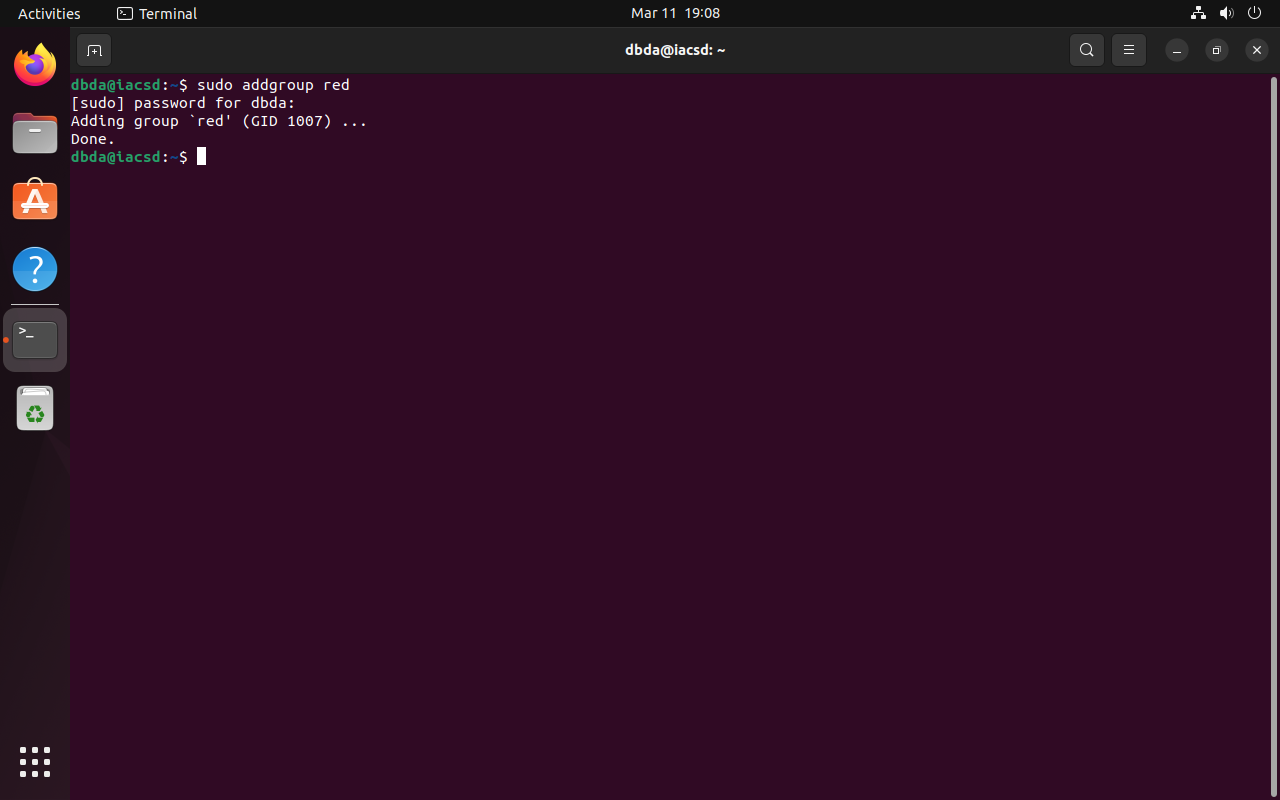 Activities
Terminal
Mar 11 19:08
dbda@iacsd: ~
dbda@iacsd:~$ sudo addgroup red
[sudo] password for dbda:
Adding group `red' (GID 1007) ...
Done.
dbda@iacsd:~$
>_